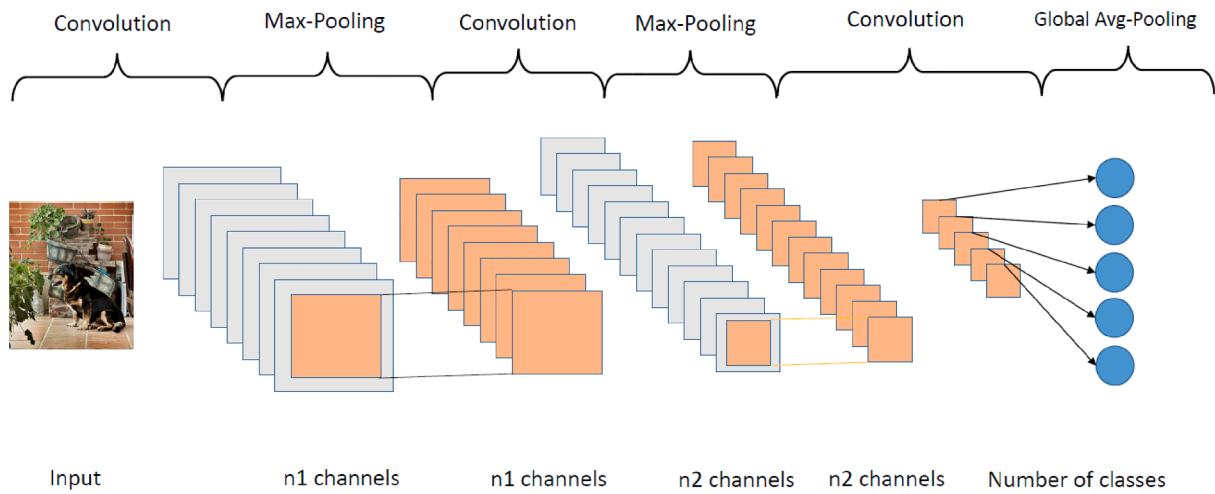 Convolution Max-Pooling Convolution Max-Pooling Convolution Global Avg-Pooling
Input n1 channels n1 channels n2 channels n2 channels Number of classes